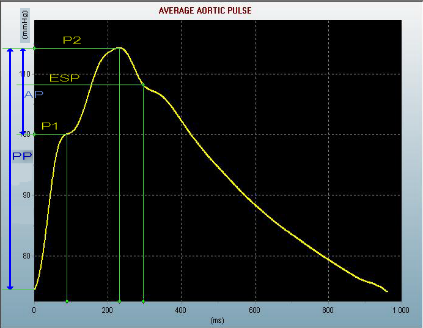 AVERAGE AORTIC PULSE
(mmHg)
P2
110
ESP
AP
P1
100
PP
90
80
0
200
400
600
800
1 000
(ms)